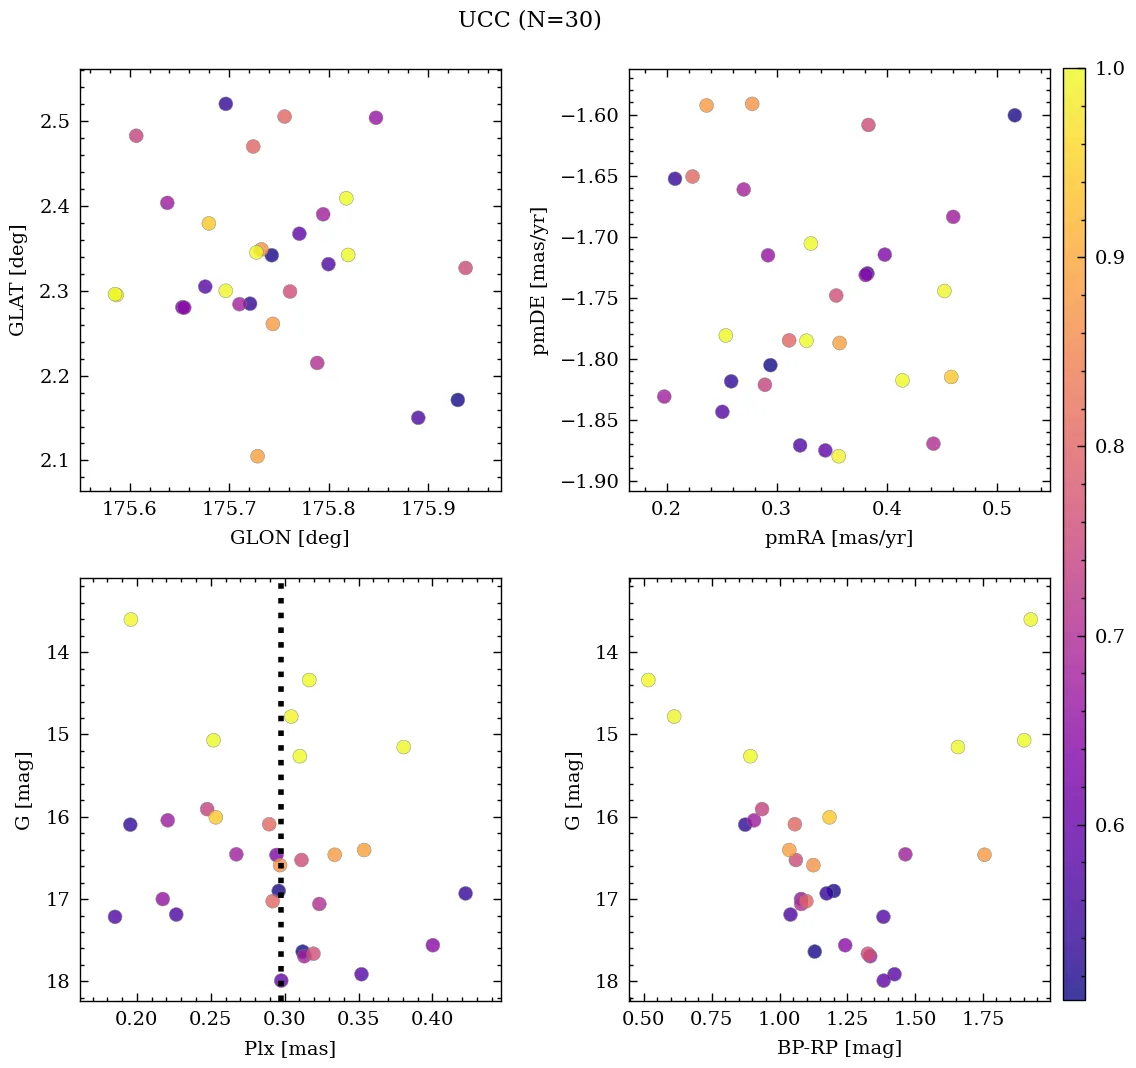 UCC (N=30)
2.5
2.4
2.3
2.2
2.1
GLAT [deg]
175.6 175.7 175.8 175.9
GLON [deg]
−1.60
−1.65
−1.70
−1.75
−1.80
−1.85
−1.90
pmDE [mas/yr]
0.2 0.3 0.4 0.5
pmRA [mas/yr]
14
15
16
17
18
G [mag]
0.20 0.25 0.30 0.35 0.40
Plx [mas]
14
15
16
17
18
G [mag]
0.50 0.75 1.00 1.25 1.50 1.75
BP-RP [mag]
1.0
0.9
0.8
0.7
0.6